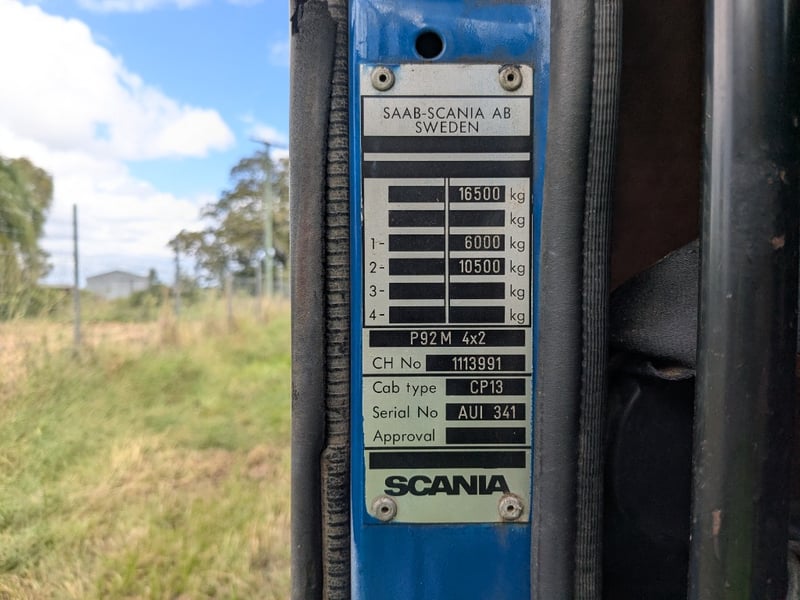 SAAB-SCANIA AB
SWEDEN
16500 kg
kg
1- 6000 kg
2- 10500 kg
3- kg
4- kg
P92M 4x2
CH No 1113991
Cab type CP13
Serial No AUI 341
Approval
SCANIA